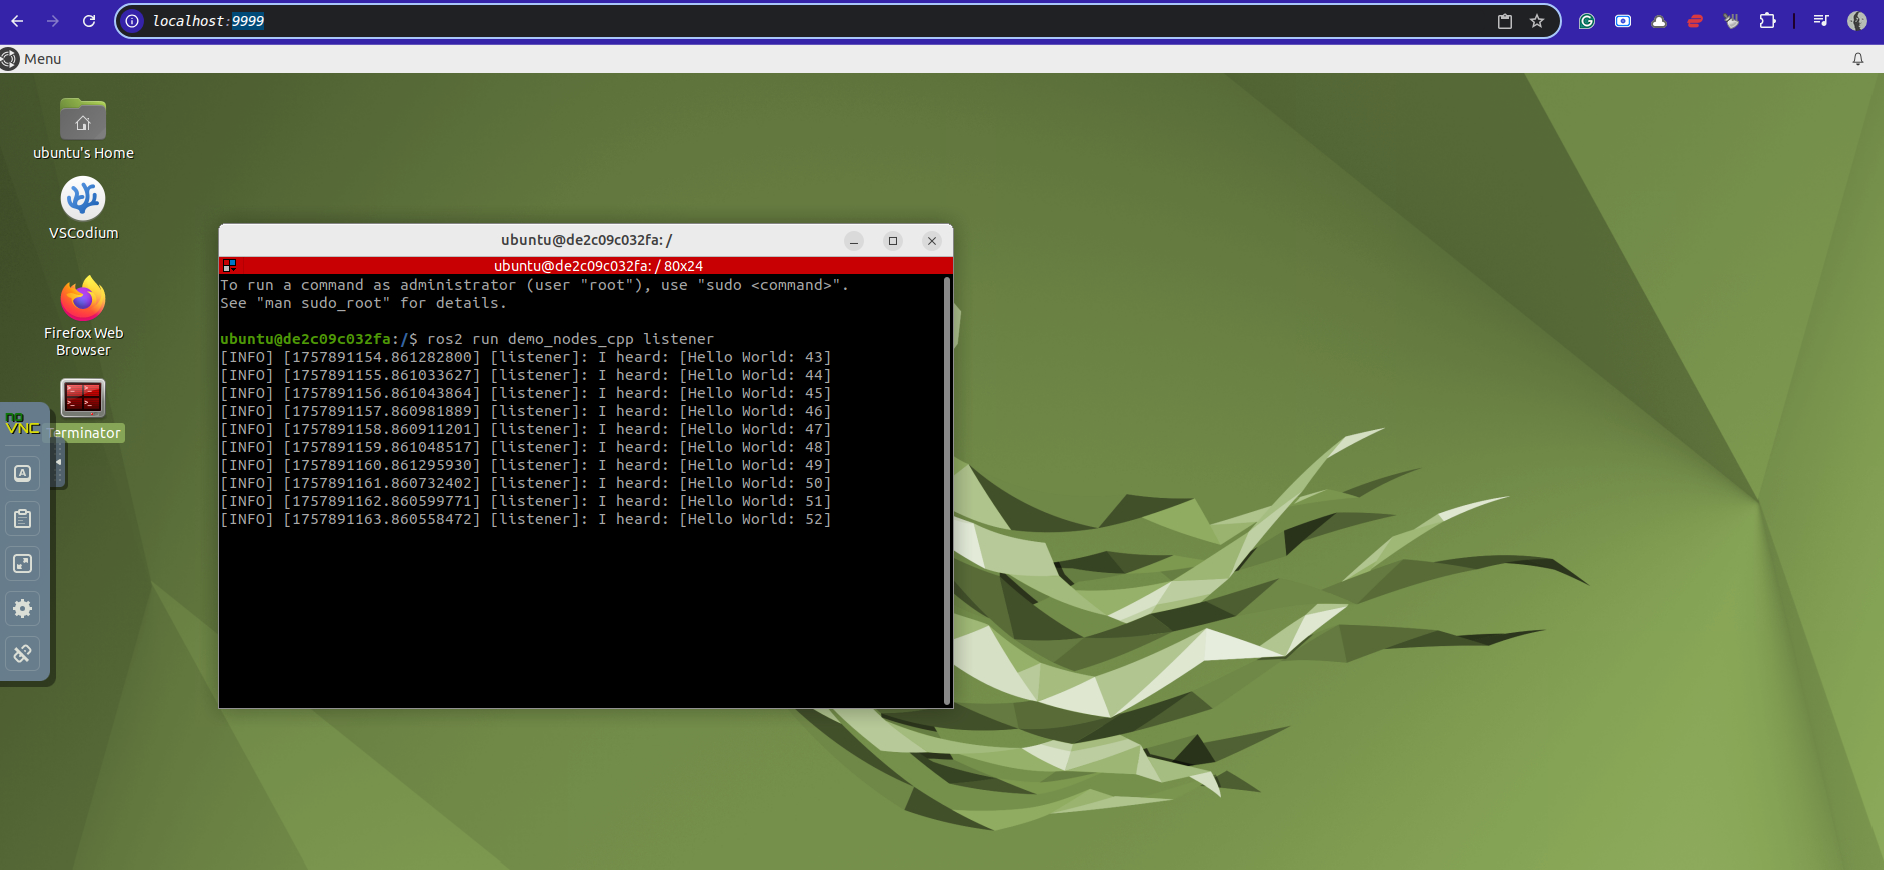 localhost:9999
Menu
ubuntu's Home
VSCodium
Firefox Web
Browser
Terminator
no
VNC
A
ubuntu@de2c09c032fa: /
ubuntu@de2c09c032fa: / 80x24
To run a command as administrator (user "root"), use "sudo <command>".
See "man sudo_root" for details.
ubuntu@de2c09c032fa:/$ ros2 run demo_nodes_cpp listener
[INFO] [1757891154.861282800] [listener]: I heard: [Hello World: 43]
[INFO] [1757891155.861033627] [listener]: I heard: [Hello World: 44]
[INFO] [1757891156.861043864] [listener]: I heard: [Hello World: 45]
[INFO] [1757891157.860981889] [listener]: I heard: [Hello World: 46]
[INFO] [1757891158.860911201] [listener]: I heard: [Hello World: 47]
[INFO] [1757891159.861048517] [listener]: I heard: [Hello World: 48]
[INFO] [1757891160.861295930] [listener]: I heard: [Hello World: 49]
[INFO] [1757891161.860732402] [listener]: I heard: [Hello World: 50]
[INFO] [1757891162.860599771] [listener]: I heard: [Hello World: 51]
[INFO] [1757891163.860558472] [listener]: I heard: [Hello World: 52]